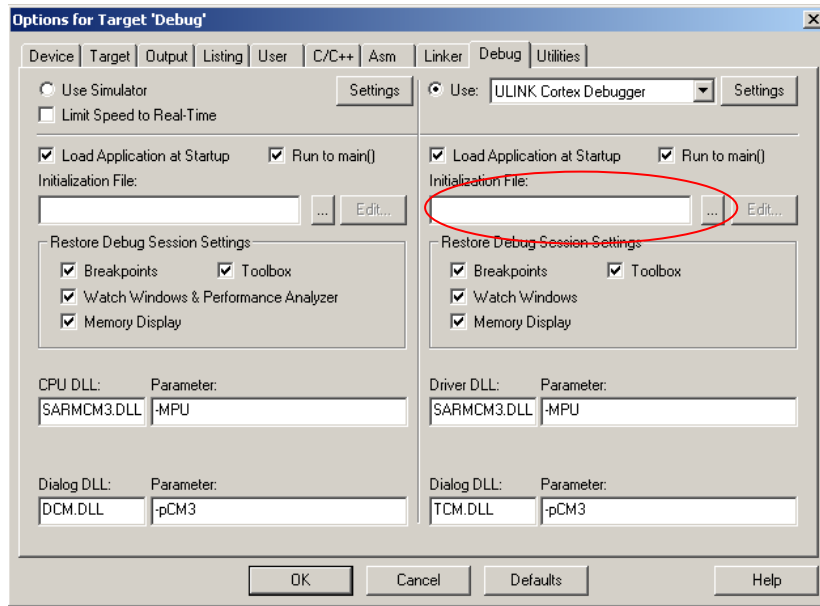 Options for Target 'Debug'
Device Target Output Listing User C/C++ Asm Linker Debug Utilities
Use Simulator Settings
Limit Speed to Real-Time
Use: ULINK Cortex Debugger Settings
Load Application at Startup Run to main()
Initialization File:
... Edit...
Restore Debug Session Settings
Breakpoints Toolbox
Watch Windows & Performance Analyzer
Memory Display
Load Application at Startup Run to main()
Initialization File:
... Edit...
Restore Debug Session Settings
Breakpoints Toolbox
Watch Windows
Memory Display
CPU DLL: Parameter:
SARMCM3.DLL -MPU
Driver DLL: Parameter:
SARMCM3.DLL -MPU
Dialog DLL: Parameter:
DCM.DLL -pCM3
Dialog DLL: Parameter:
TCM.DLL -pCM3
OK Cancel Defaults Help